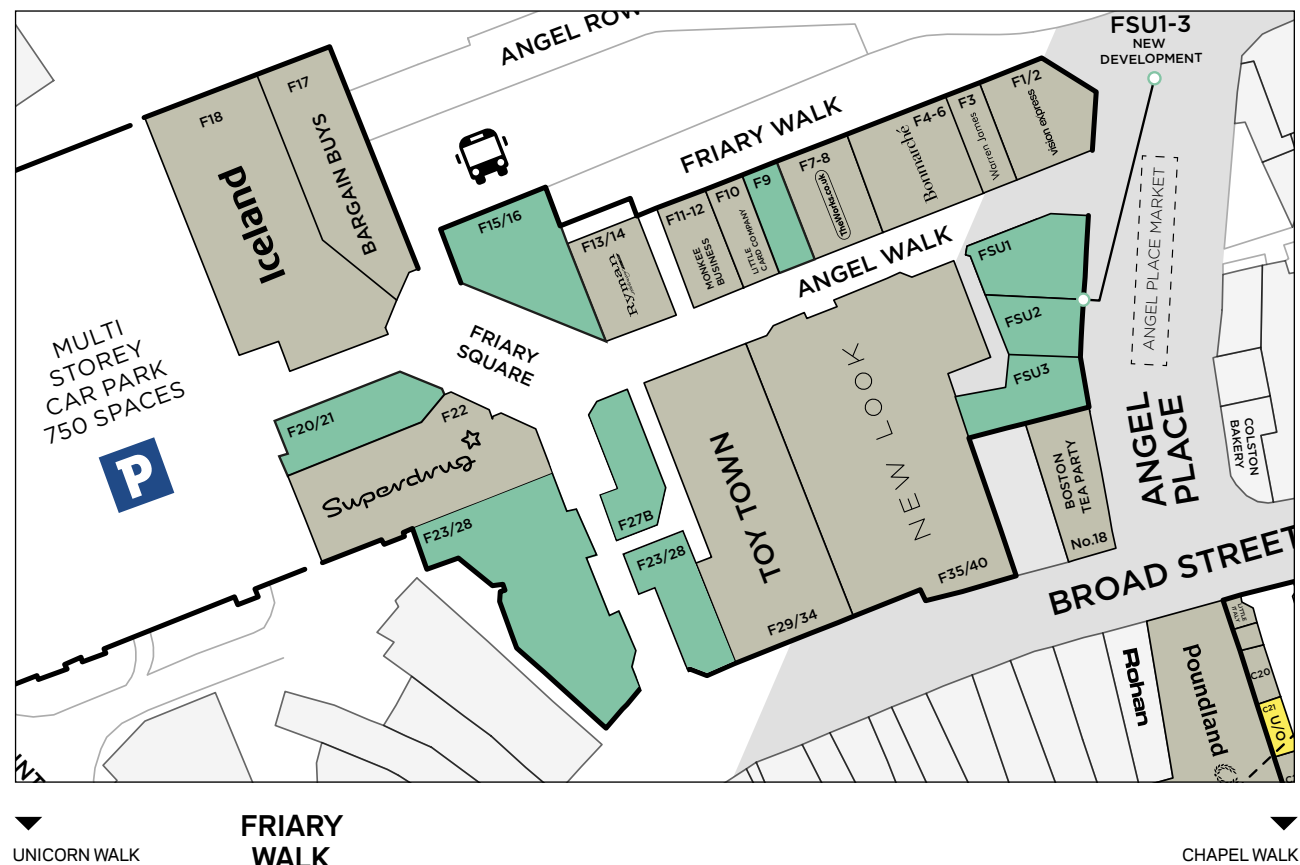 ANGEL ROW
FSU1-3
NEW
DEVELOPMENT
F18
F17
Iceland
BARGAIN BUYS
FRIARY WALK
F1/2
vision express
F3
Warren James
F4-6
Bonmarché
F7-8
TheWorks.co.uk
F9
F10
LITTLE
CARD COMPANY
F11-12
MONKEE
BUSINESS
F13/14
Ryman
F15/16
ANGEL WALK
ANGEL PLACE MARKET
FSU1
FSU2
FSU3
FRIARY
SQUARE
MULTI
STOREY
CAR PARK
750 SPACES
P
F20/21
F22
Superdrug
F23/28
F27B
F23/28
TOY TOWN
F29/34
NEW LOOK
F35/40
BOSTON
TEA PARTY
No.18
ANGEL
PLACE
COLSTON
BAKERY
BROAD STREET
LITTLE
ITALY
Rohan
Poundland
C20
C21
U/O
UNICORN WALK
FRIARY
WALK
CHAPEL WALK